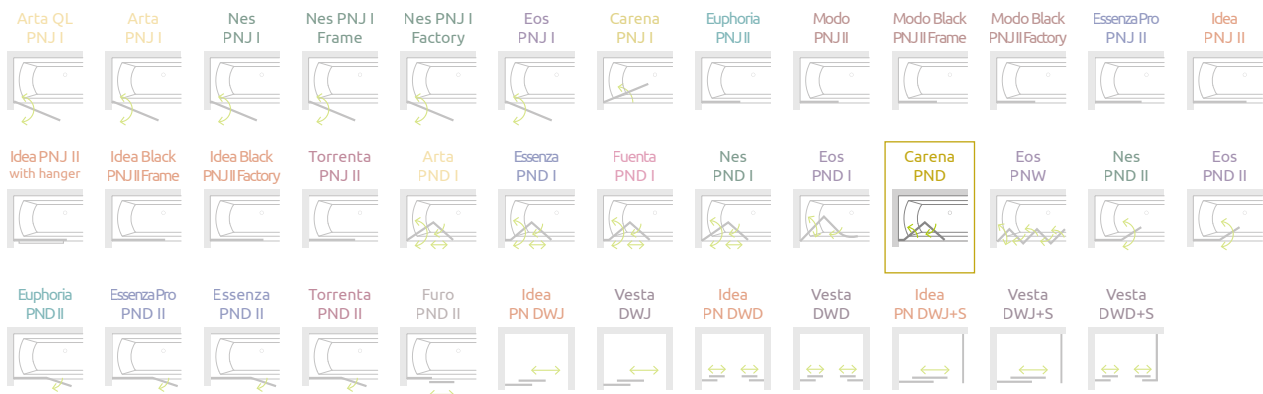 Arta QL
PNJ I
Arta
PNJ I
Nes
PNJ I
Nes PNJ I
Frame
Nes PNJ I
Factory
Eos
PNJ I
Carena
PNJ I
Euphoria
PNJ II
Modo
PNJ II
Modo Black
PNJ II Frame
Modo Black
PNJ II Factory
Essenza Pro
PNJ II
Idea
PNJ II
Idea PNJ II
with hanger
Idea Black
PNJ II Frame
Idea Black
PNJ II Factory
Torrenta
PNJ II
Arta
PND I
Essenza
PND I
Fuenta
PND I
Nes
PND I
Eos
PND I
Carena
PND
Eos
PNW
Nes
PND II
Eos
PND II
Euphoria
PND II
Essenza Pro
PND II
Essenza
PND II
Torrenta
PND II
Furo
PND II
Idea
PN DWJ
Vesta
DWJ
Idea
PN DWD
Vesta
DWD
Idea
PN DWJ+S
Vesta
DWJ+S
Vesta
DWD+S